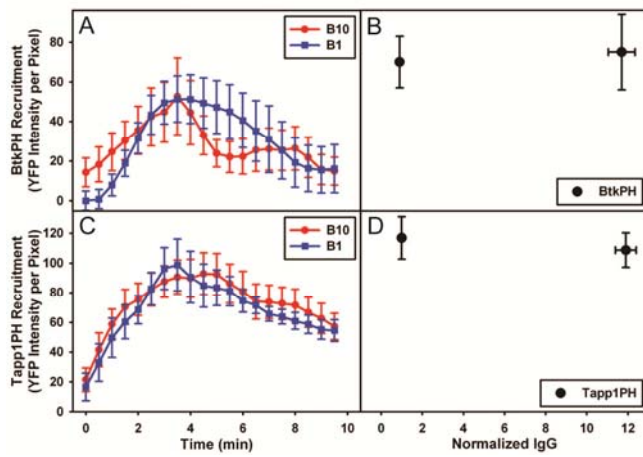 A
B10
B1
BtkPH Recruitment
(YFP Intensity per Pixel)
80
60
40
20
0
B
BtkPH
C
B10
B1
Tapp1PH Recruitment
(YFP Intensity per Pixel)
120
100
80
60
40
20
0
0 2 4 6 8 10
Time (min)
D
Tapp1PH
0 2 4 6 8 10 12
Normalized IgG